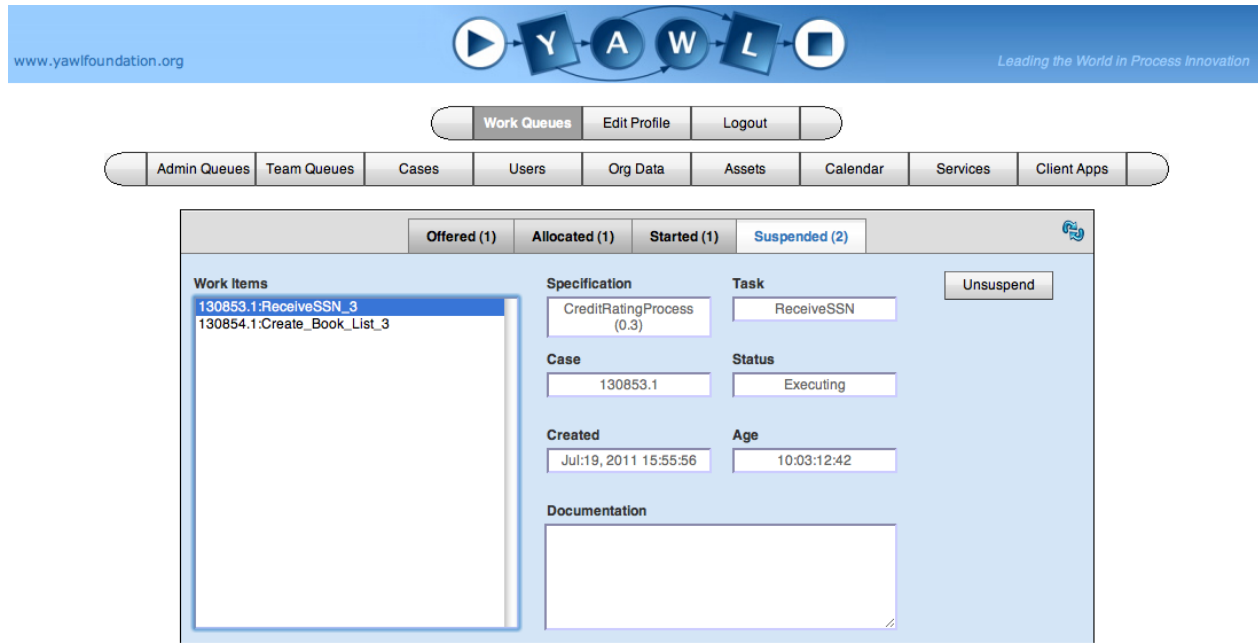 YAWL
www.yawlfoundation.org
Leading the World in Process Innovation
Work Queues Edit Profile Logout
Admin Queues Team Queues Cases Users Org Data Assets Calendar Services Client Apps
Offered (1) Allocated (1) Started (1) Suspended (2)
Work Items
130853.1:ReceiveSSN_3
130854.1:Create_Book_List_3
Specification
CreditRatingProcess
(0.3)
Task
ReceiveSSN
Unsuspend
Case
130853.1
Status
Executing
Created
Jul:19, 2011 15:55:56
Age
10:03:12:42
Documentation